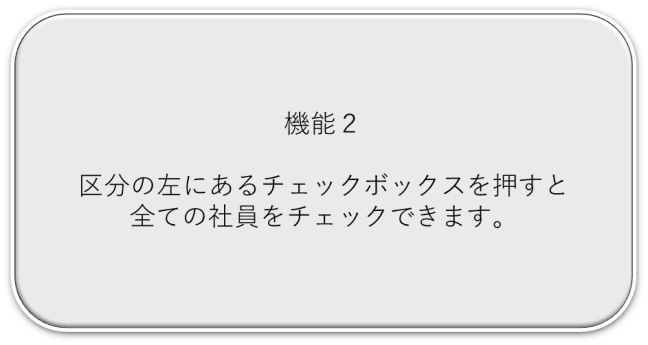 機能２
区分の左にあるチェックボックスを押すと
全ての社員をチェックできます。